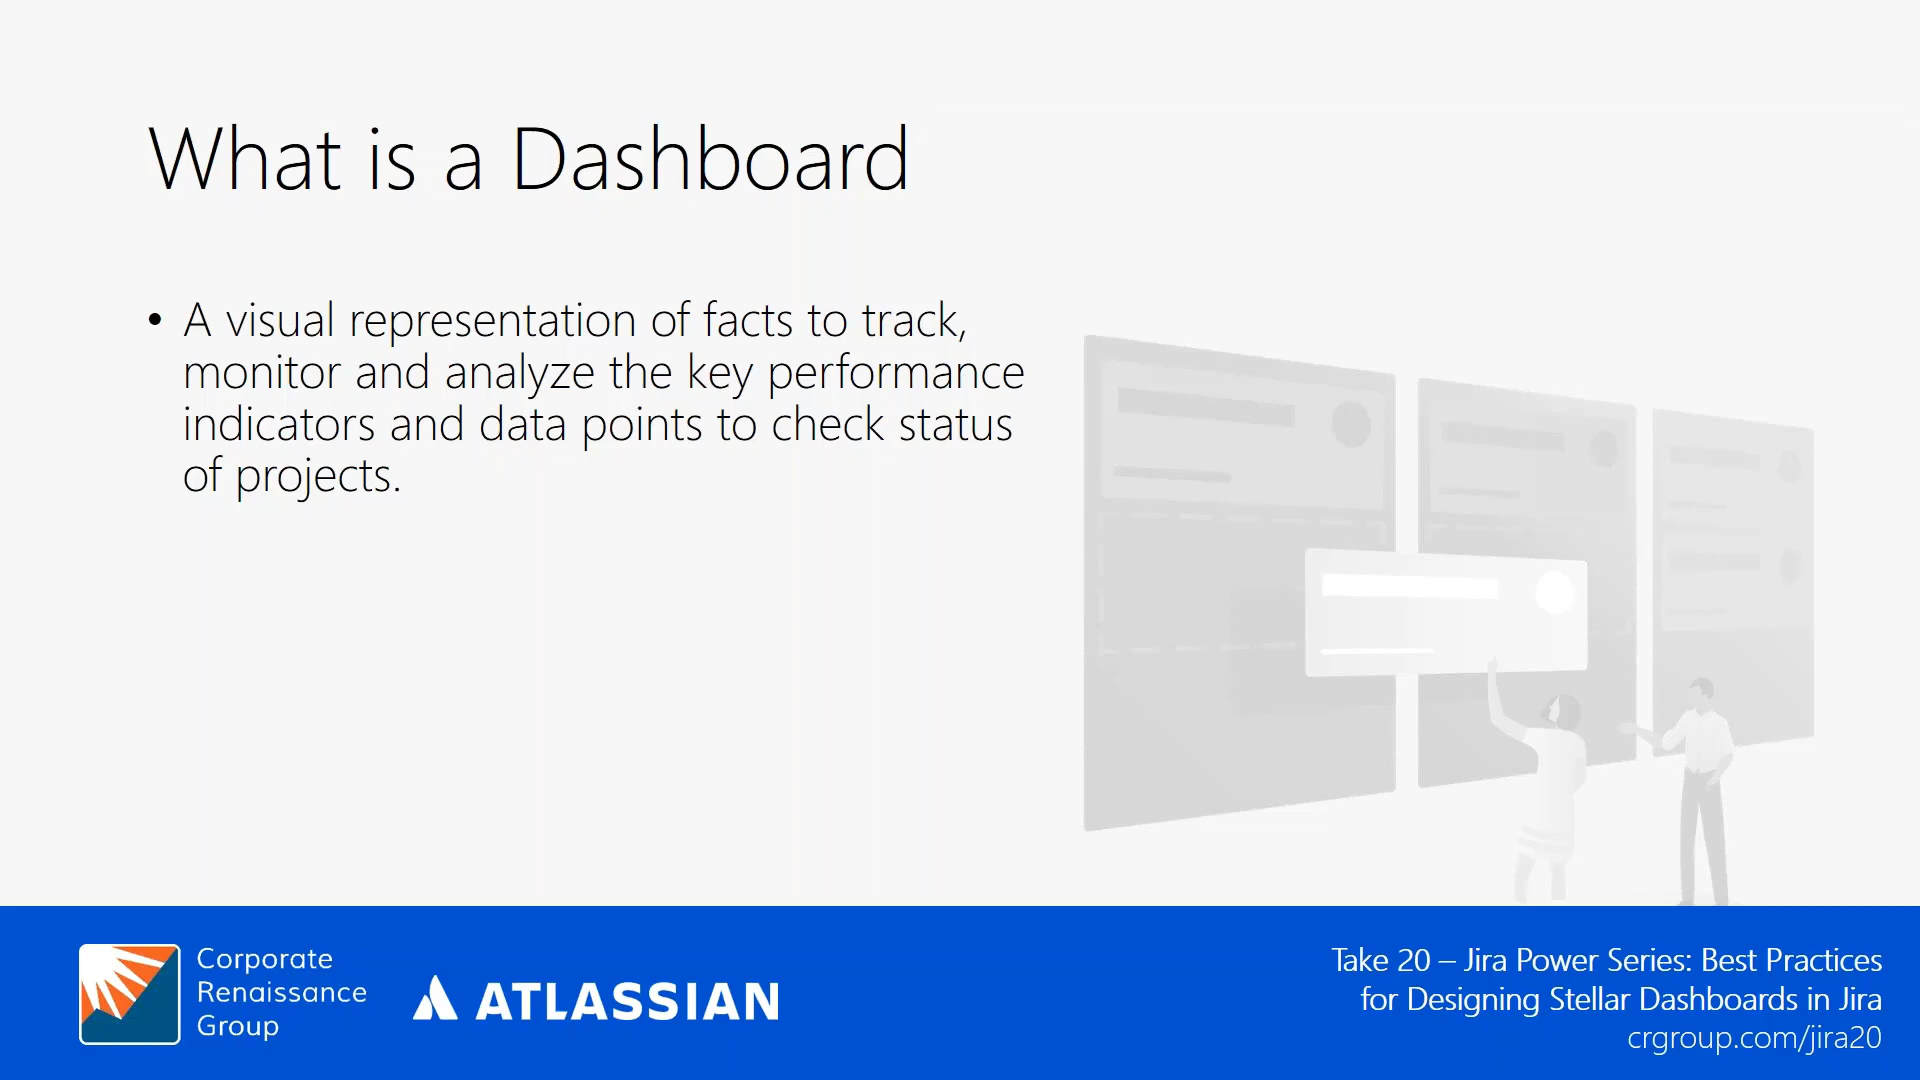 What is a Dashboard
• A visual representation of facts to track,
monitor and analyze the key performance
indicators and data points to check status
of projects.
Corporate
Renaissance
Group
ATLASSIAN
Take 20 – Jira Power Series: Best Practices
for Designing Stellar Dashboards in Jira
crgroup.com/jira20